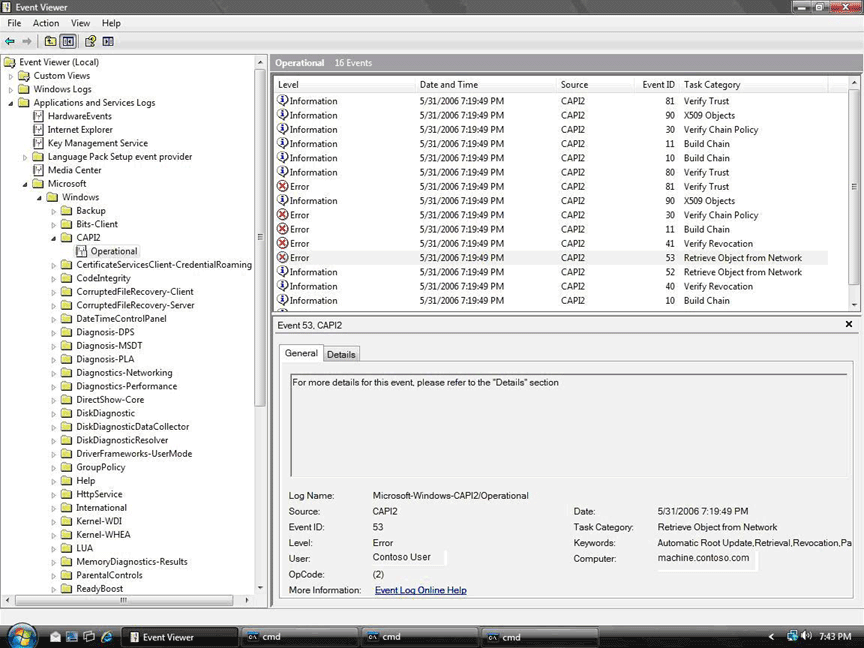 Event Viewer
File Action View Help
Event Viewer (Local)
Custom Views
Windows Logs
Applications and Services Logs
HardwareEvents
Internet Explorer
Key Management Service
Language Pack Setup event provider
Media Center
Microsoft
Windows
Backup
Bits-Client
CAPI2
Operational
CertificateServicesClient-CredentialRoaming
CodeIntegrity
CorruptedFileRecovery-Client
CorruptedFileRecovery-Server
DateTimeControlPanel
Diagnosis-DPS
Diagnosis-MSDT
Diagnosis-PLA
Diagnostics-Networking
Diagnostics-Performance
DirectShow-Core
DiskDiagnostic
DiskDiagnosticDataCollector
DiskDiagnosticResolver
DriverFrameworks-UserMode
GroupPolicy
Help
HttpService
International
Kernel-WDI
Kernel-WHEA
LUA
MemoryDiagnostics-Results
ParentalControls
ReadyBoost
Operational 16 Events
Level Date and Time Source Event ID Task Category
Information 5/31/2006 7:19:49 PM CAPI2 81 Verify Trust
Information 5/31/2006 7:19:49 PM CAPI2 90 X509 Objects
Information 5/31/2006 7:19:49 PM CAPI2 30 Verify Chain Policy
Information 5/31/2006 7:19:49 PM CAPI2 11 Build Chain
Information 5/31/2006 7:19:49 PM CAPI2 10 Build Chain
Information 5/31/2006 7:19:49 PM CAPI2 80 Verify Trust
Error 5/31/2006 7:19:49 PM CAPI2 81 Verify Trust
Information 5/31/2006 7:19:49 PM CAPI2 90 X509 Objects
Error 5/31/2006 7:19:49 PM CAPI2 30 Verify Chain Policy
Error 5/31/2006 7:19:49 PM CAPI2 11 Build Chain
Error 5/31/2006 7:19:49 PM CAPI2 41 Verify Revocation
Error 5/31/2006 7:19:49 PM CAPI2 53 Retrieve Object from Network
Information 5/31/2006 7:19:49 PM CAPI2 52 Retrieve Object from Network
Information 5/31/2006 7:19:49 PM CAPI2 40 Verify Revocation
Information 5/31/2006 7:19:49 PM CAPI2 10 Build Chain
Event 53, CAPI2
General Details
For more details for this event, please refer to the "Details" section
Log Name: Microsoft-Windows-CAPI2/Operational
Source: CAPI2 Date: 5/31/2006 7:19:49 PM
Event ID: 53 Task Category: Retrieve Object from Network
Level: Error Keywords: Automatic Root Update,Retrieval,Revocation,Pa
User: Contoso User Computer: machine.contoso.com
OpCode: (2)
More Information: Event Log Online Help
Event Viewer cmd cmd cmd 7:43 PM